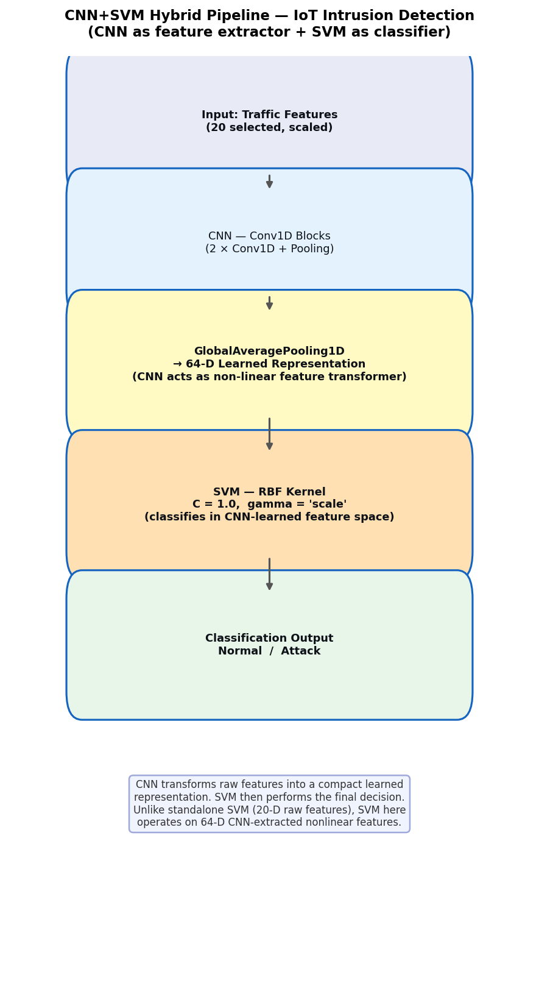 CNN+SVM Hybrid Pipeline — IoT Intrusion Detection
(CNN as feature extractor + SVM as classifier)
Input: Traffic Features
(20 selected, scaled)
CNN — Conv1D Blocks
(2 × Conv1D + Pooling)
GlobalAveragePooling1D
→ 64-D Learned Representation
(CNN acts as non-linear feature transformer)
SVM — RBF Kernel
C = 1.0,  gamma = 'scale'
(classifies in CNN-learned feature space)
Classification Output
Normal  /  Attack
CNN transforms raw features into a compact learned
representation. SVM then performs the final decision.
Unlike standalone SVM (20-D raw features), SVM here
operates on 64-D CNN-extracted nonlinear features.